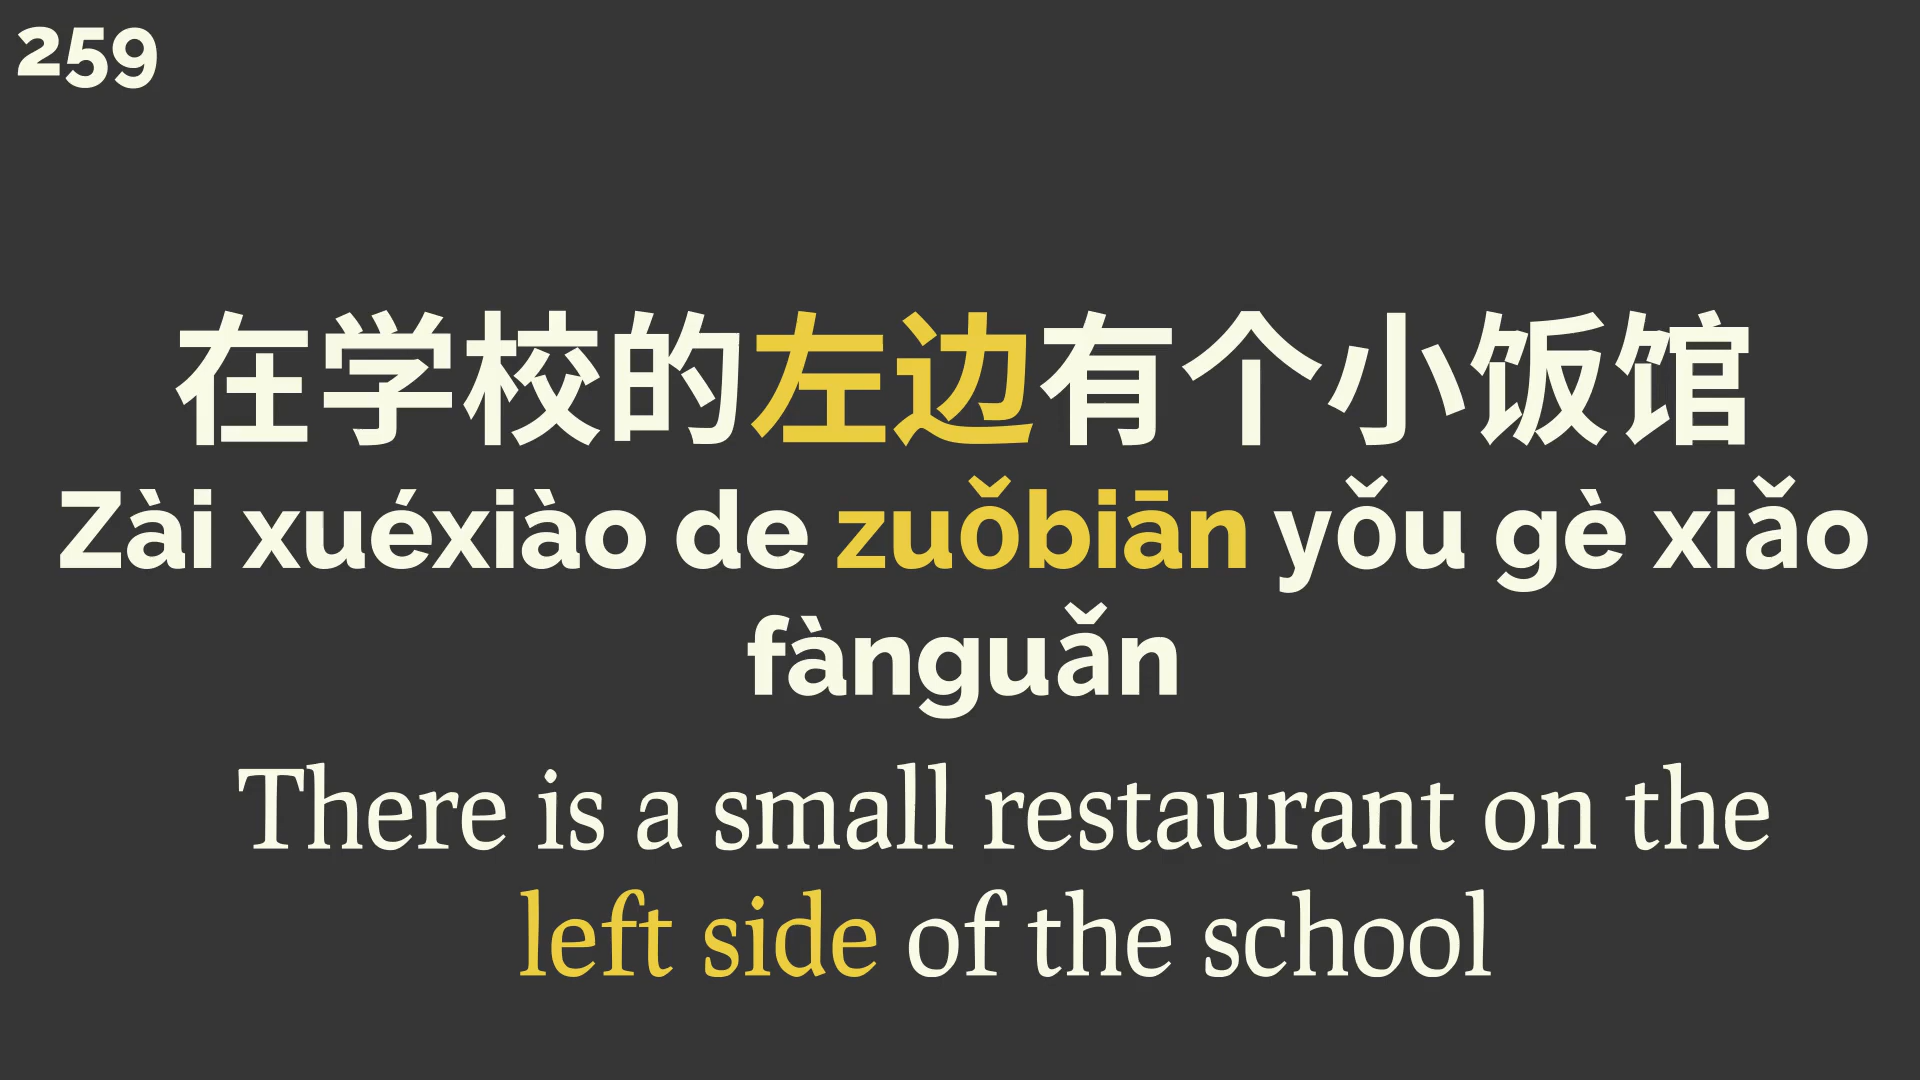 259
在学校的左边有个小饭馆
Zài xuéxiào de zuǒbiān yǒu gè xiǎo
fànguǎn
There is a small restaurant on the
left side of the school